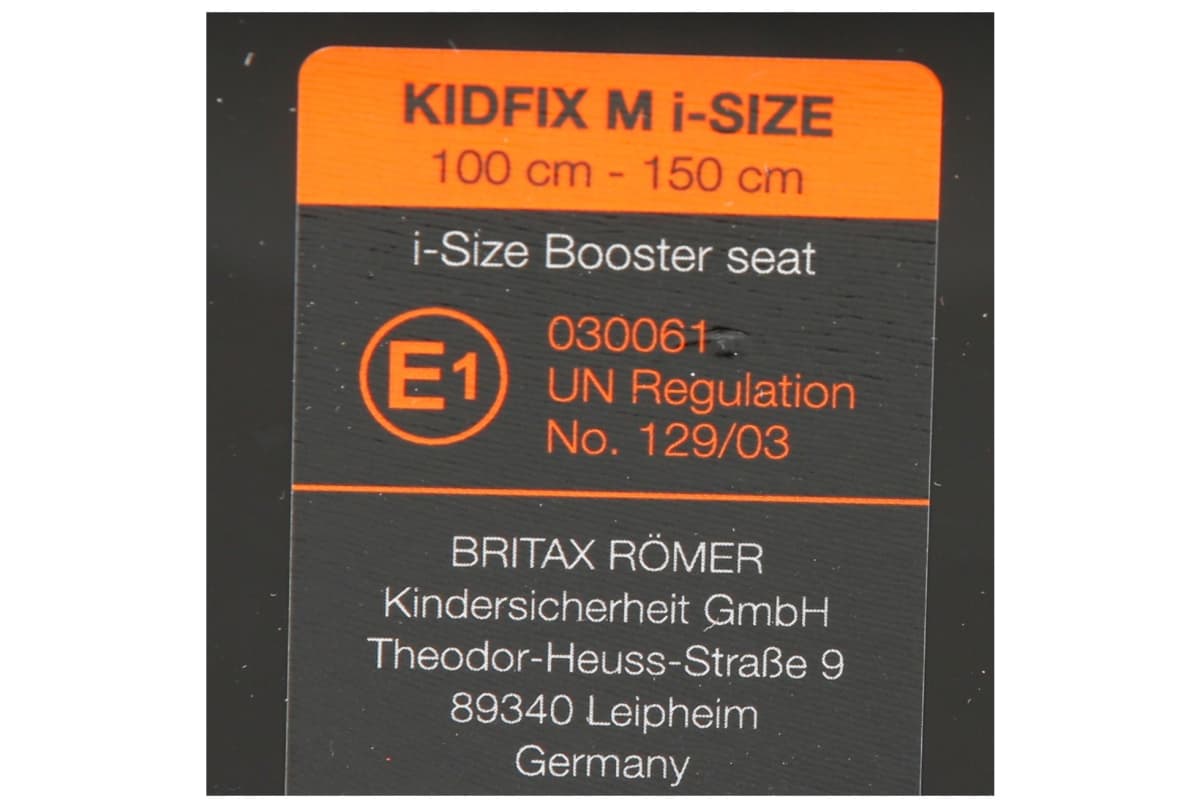 KIDFIX M i-SIZE
100 cm - 150 cm
i-Size Booster seat
E1
030061
UN Regulation
No. 129/03
BRITAX RÖMER
Kindersicherheit GmbH
Theodor-Heuss-Straße 9
89340 Leipheim
Germany